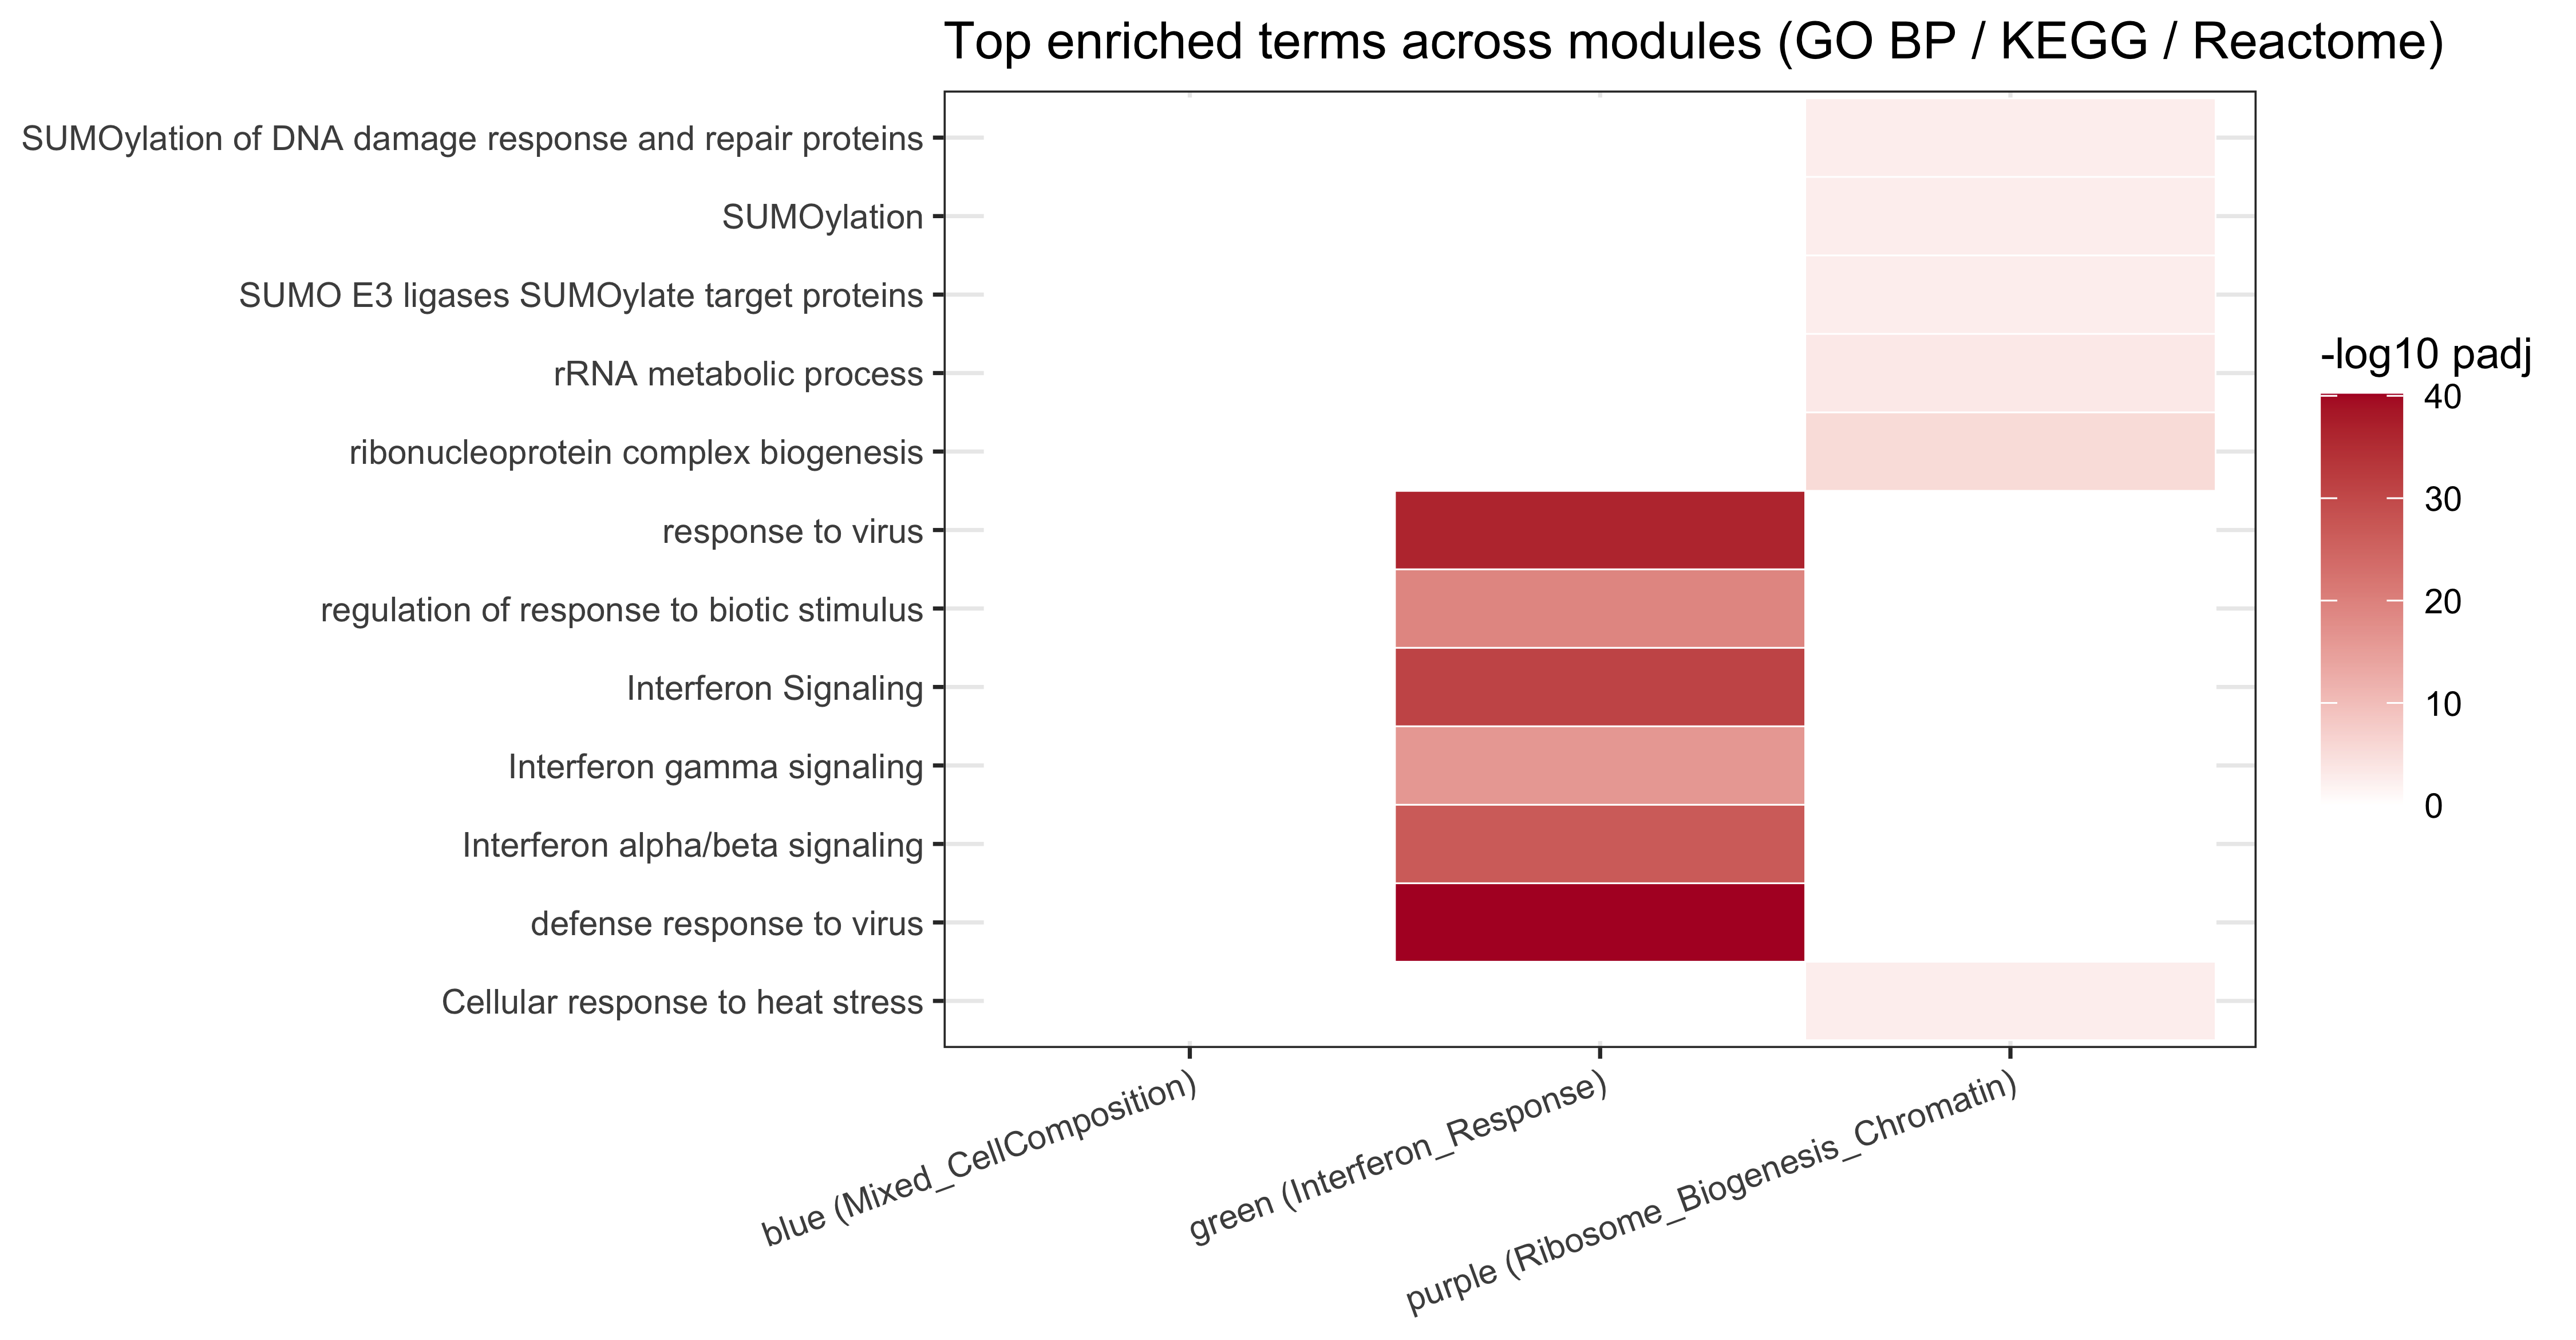 Top enriched terms across modules (GO BP / KEGG / Reactome)
SUMOylation of DNA damage response and repair proteins
SUMOylation
SUMO E3 ligases SUMOylate target proteins
rRNA metabolic process
ribonucleoprotein complex biogenesis
response to virus
regulation of response to biotic stimulus
Interferon Signaling
Interferon gamma signaling
Interferon alpha/beta signaling
defense response to virus
Cellular response to heat stress
blue (Mixed_CellComposition)
green (Interferon_Response)
purple (Ribosome_Biogenesis_Chromatin)
-log10 padj
40
30
20
10
0